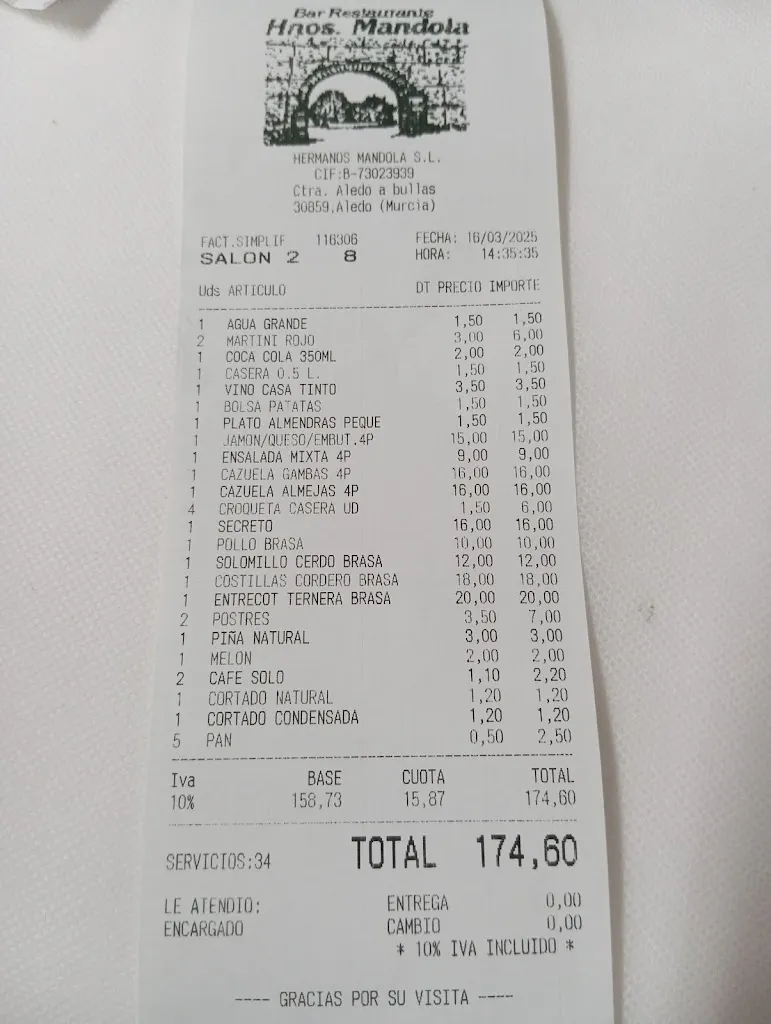 Bar Restaurante
Hnos. Mandola
HERMANOS MANDOLA S.L.
CIF:B-73023939
Ctra. Aledo a bullas
30859,Aledo (Murcia)
FACT.SIMPLIF 116306 FECHA: 16/03/2025
SALON 2 8 HORA: 14:35:35
Uds ARTICULO DT PRECIO IMPORTE
1 AGUA GRANDE 1,50 1,50
2 MARTINI ROJO 3,00 6,00
1 COCA COLA 350ML 2,00 2,00
1 CASERA 0.5 L. 1,50 1,50
1 VINO CASA TINTO 3,50 3,50
1 BOLSA PATATAS 1,50 1,50
1 PLATO ALMENDRAS PEQUE 1,50 1,50
1 JAMON/QUESO/EMBUT.4P 15,00 15,00
1 ENSALADA MIXTA 4P 9,00 9,00
1 CAZUELA GAMBAS 4P 16,00 16,00
1 CAZUELA ALMEJAS 4P 16,00 16,00
4 CROQUETA CASERA UD 1,50 6,00
1 SECRETO 16,00 16,00
1 POLLO BRASA 10,00 10,00
1 SOLOMILLO CERDO BRASA 12,00 12,00
1 COSTILLAS CORDERO BRASA 18,00 18,00
1 ENTRECOT TERNERA BRASA 20,00 20,00
2 POSTRES 3,50 7,00
1 PIÑA NATURAL 3,00 3,00
1 MELON 2,00 2,00
2 CAFE SOLO 1,10 2,20
1 CORTADO NATURAL 1,20 1,20
1 CORTADO CONDENSADA 1,20 1,20
5 PAN 0,50 2,50
Iva BASE CUOTA TOTAL
10% 158,73 15,87 174,60
SERVICIOS:34 TOTAL 174,60
LE ATENDIO: ENTREGA 0,00
ENCARGADO CAMBIO 0,00
* 10% IVA INCLUIDO *
---- GRACIAS POR SU VISITA ----